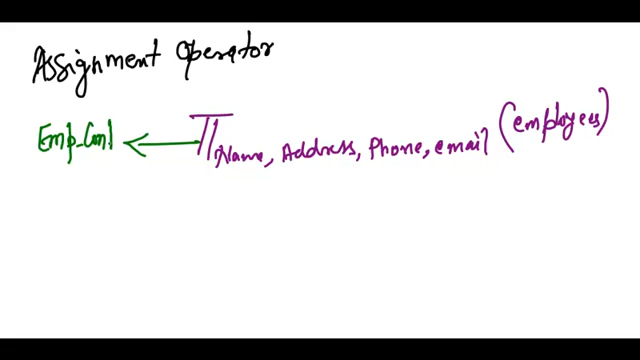 Assignment Operator
Emp_Cont ← Π Name, Address, Phone, email (employees)